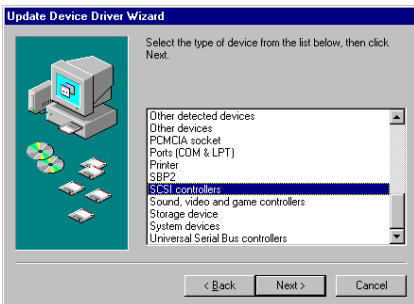 Update Device Driver Wizard
Select the type of device from the list below, then click
Next.
Other detected devices
Other devices
PCMCIA socket
Ports (COM & LPT)
Printer
SBP2
SCSI controllers
Sound, video and game controllers
Storage device
System devices
Universal Serial Bus controllers
< Back Next > Cancel